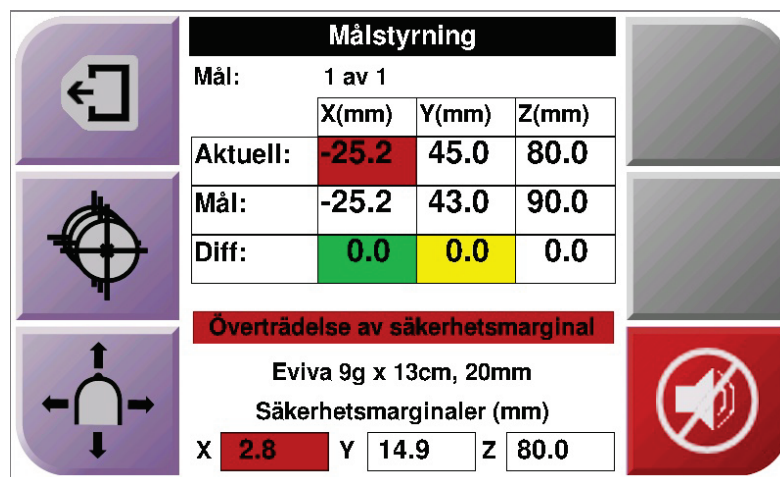 Målstyrning
Mål: 1 av 1
X(mm) Y(mm) Z(mm)
Aktuell: -25.2 45.0 80.0
Mål: -25.2 43.0 90.0
Diff: 0.0 0.0 0.0
Överträdelse av säkerhetsmarginal
Eviva 9g x 13cm, 20mm
Säkerhetsmarginaler (mm)
X 2.8 Y 14.9 Z 80.0